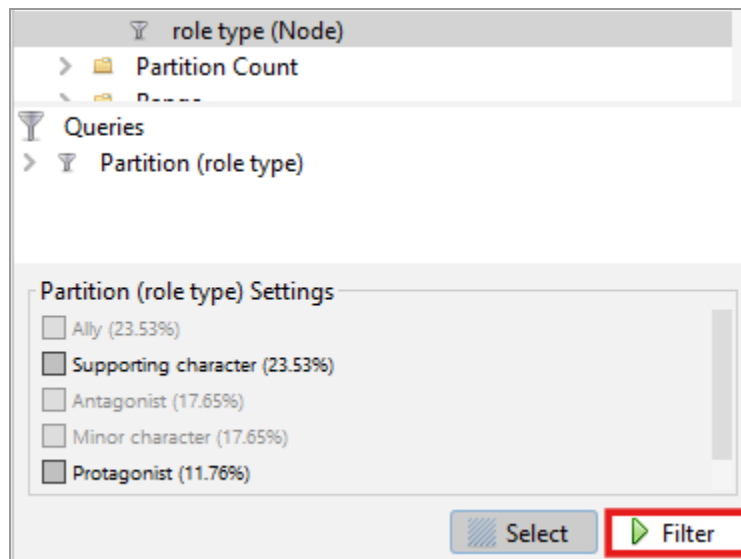 role type (Node)
Partition Count
Queries
Partition (role type)
Partition (role type) Settings
Ally (23.53%)
Supporting character (23.53%)
Antagonist (17.65%)
Minor character (17.65%)
Protagonist (11.76%)
Select
Filter